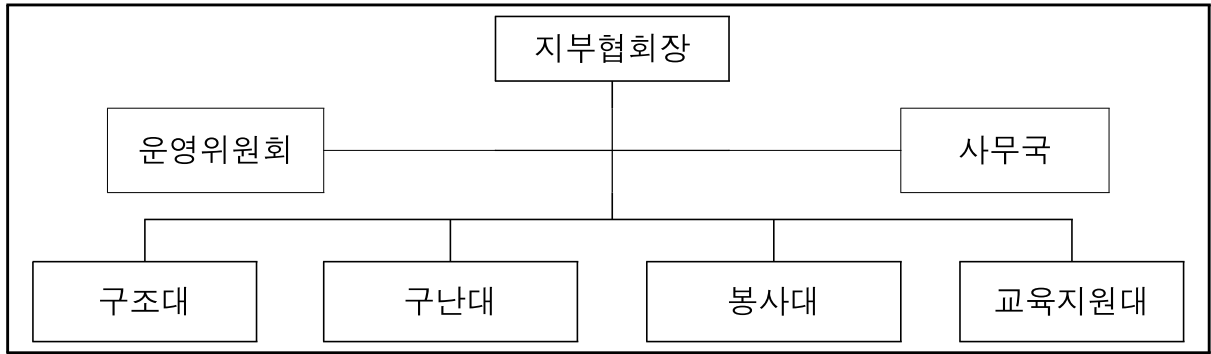 지부협회장
운영위원회
사무국
구조대
구난대
봉사대
교육지원대